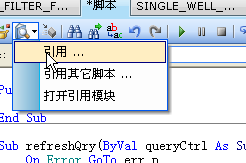 _FILTER_F
*脚本
SINGLE_WELL_
引用 ...
引用其它脚本 ...
打开引用模块
Pu
End Sub
Sub refreshQry(ByVal queryCtrl As Su
On Error GoTo err_p